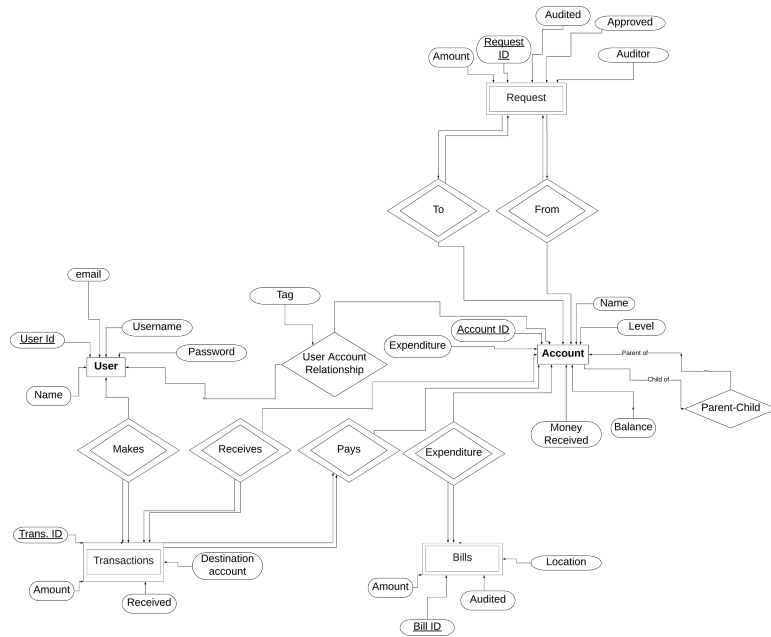 Audited
Approved
Request
ID
Amount
Auditor
Request
To
From
email
Tag
Name
Username
Account ID
Level
User Id
Expenditure
Password
User
User Account
Relationship
Account
Parent of
Child of
Name
Parent-Child
Money
Received
Balance
Makes
Receives
Pays
Expenditure
Trans. ID
Transactions
Destination
account
Bills
Location
Amount
Received
Amount
Audited
Bill ID